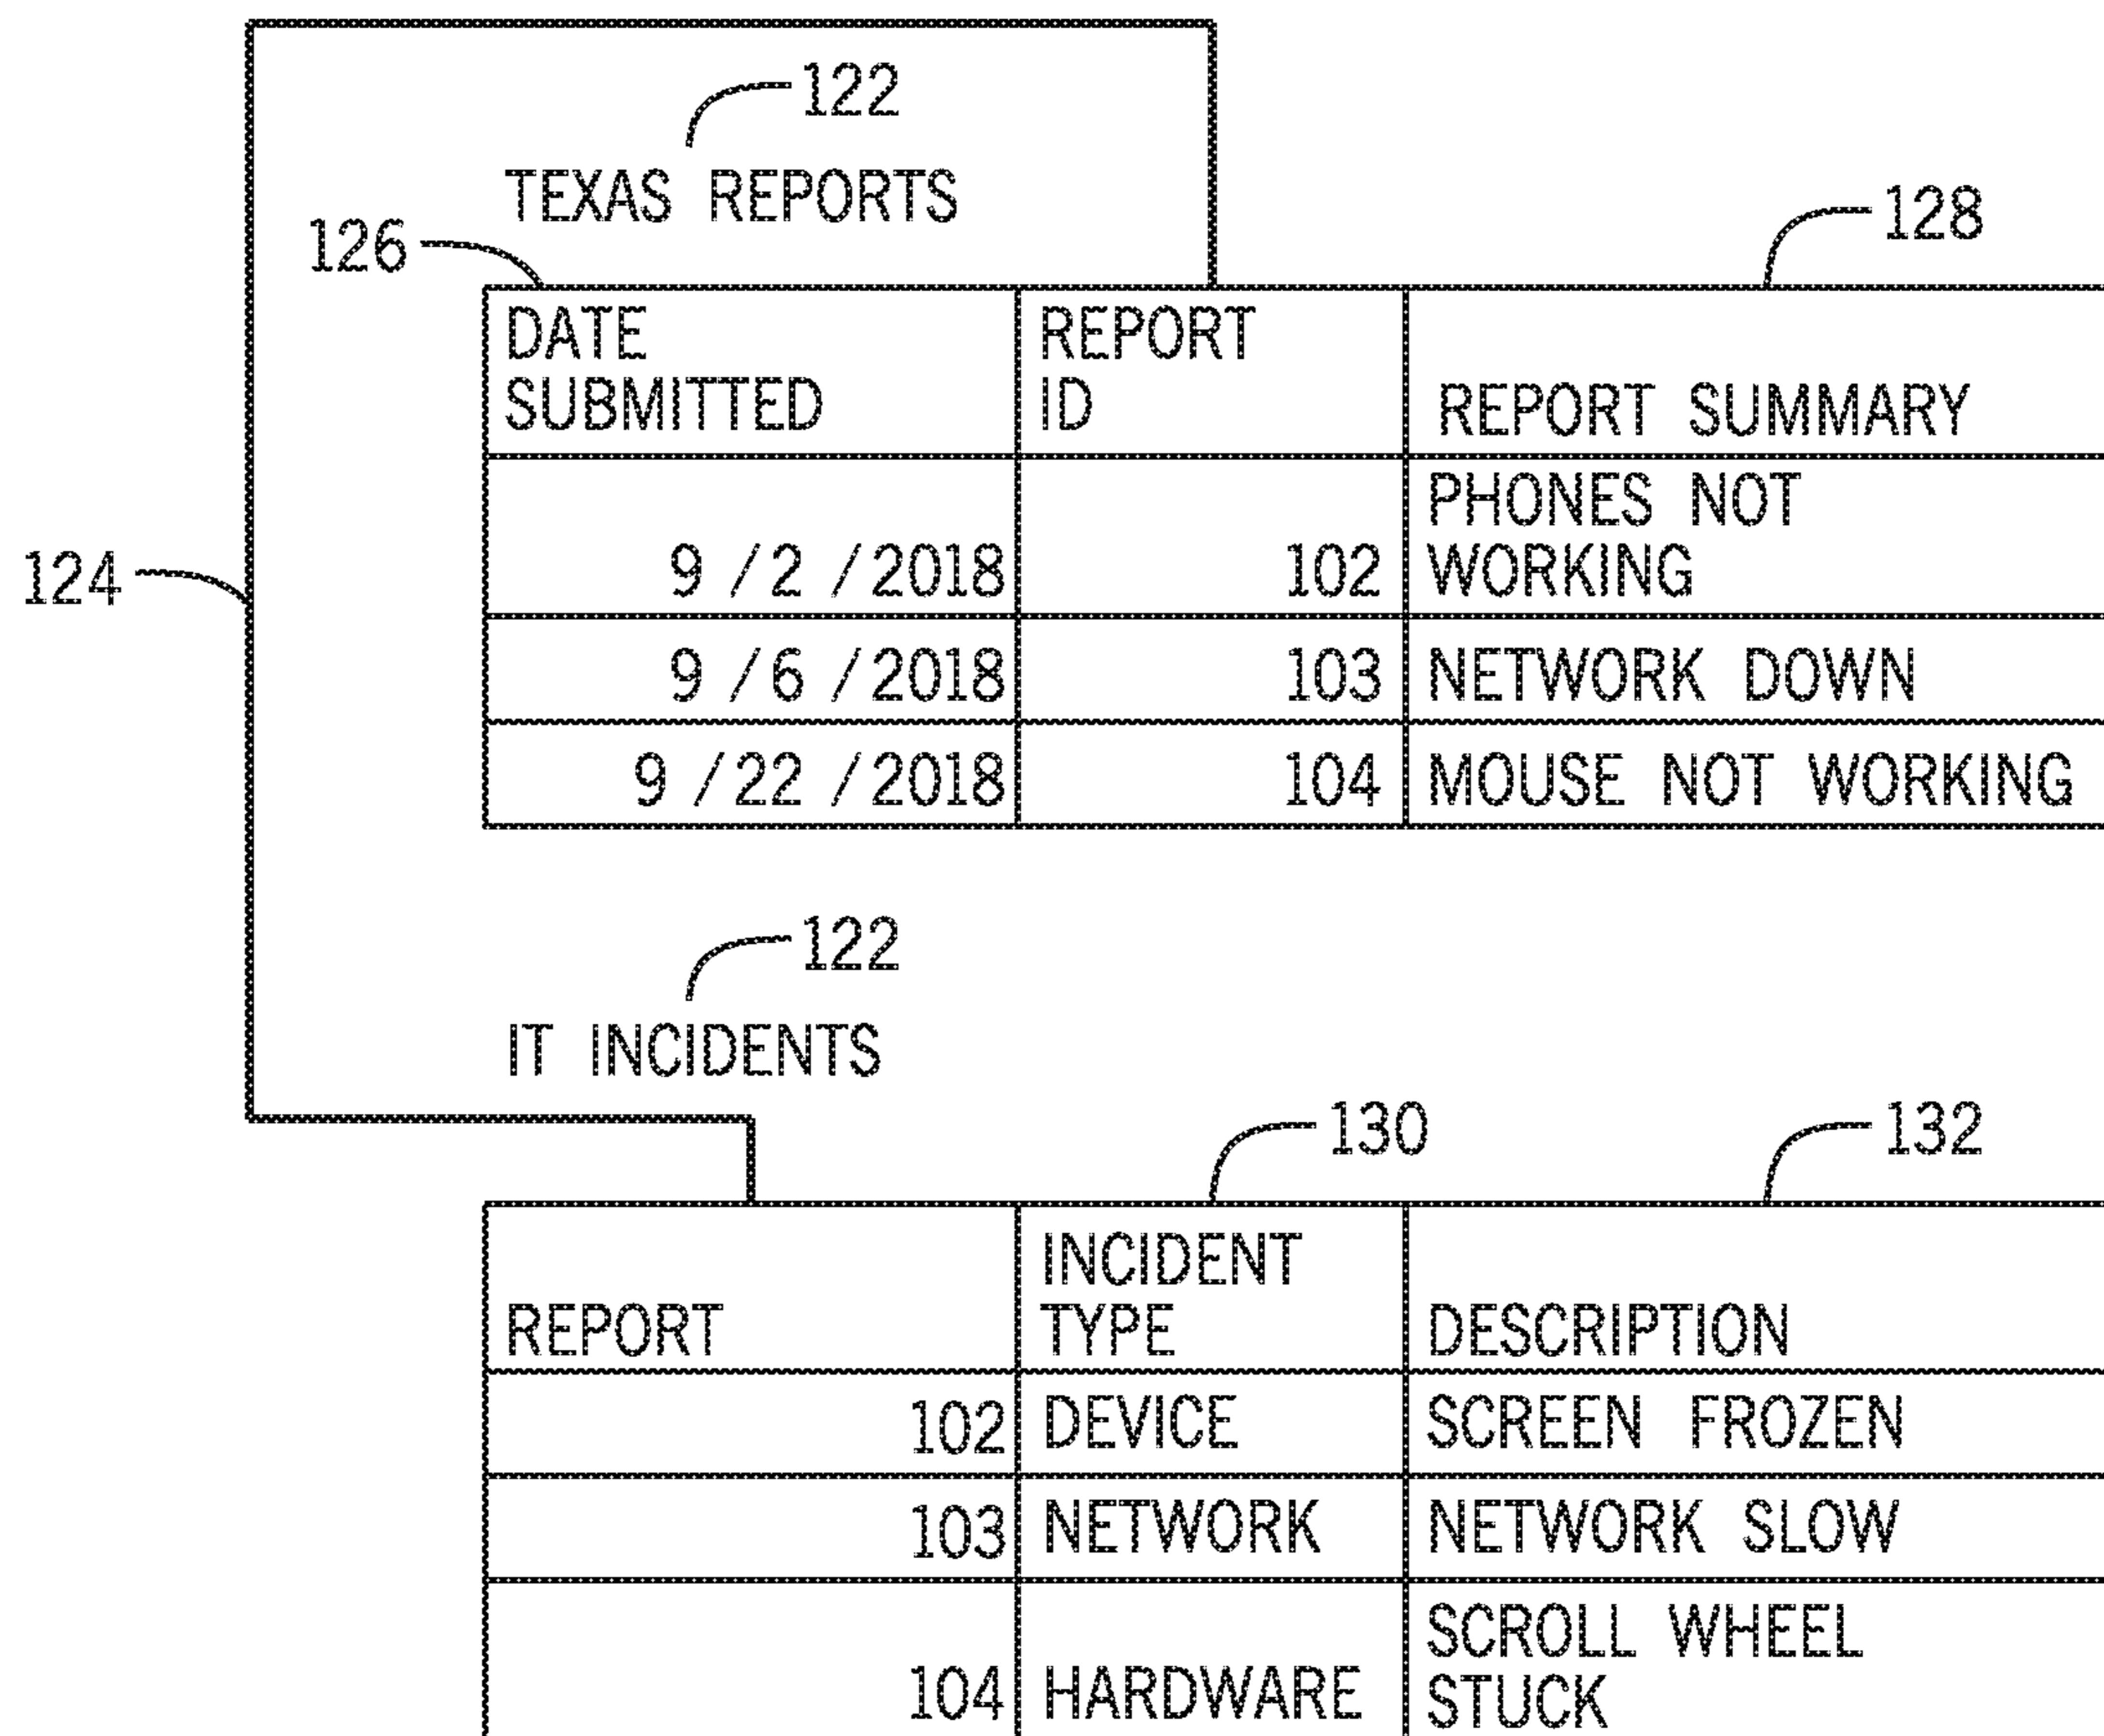 122
TEXAS REPORTS
126
128
DATE SUBMITTED REPORT ID REPORT SUMMARY
9 /2 /2018 102 PHONES NOT WORKING
124
9 /6 /2018 103 NETWORK DOWN
9 /22 /2018 104 MOUSE NOT WORKING
122
IT INCIDENTS
130
132
REPORT INCIDENT TYPE DESCRIPTION
102 DEVICE SCREEN FROZEN
103 NETWORK NETWORK SLOW
104 HARDWARE SCROLL WHEEL STUCK